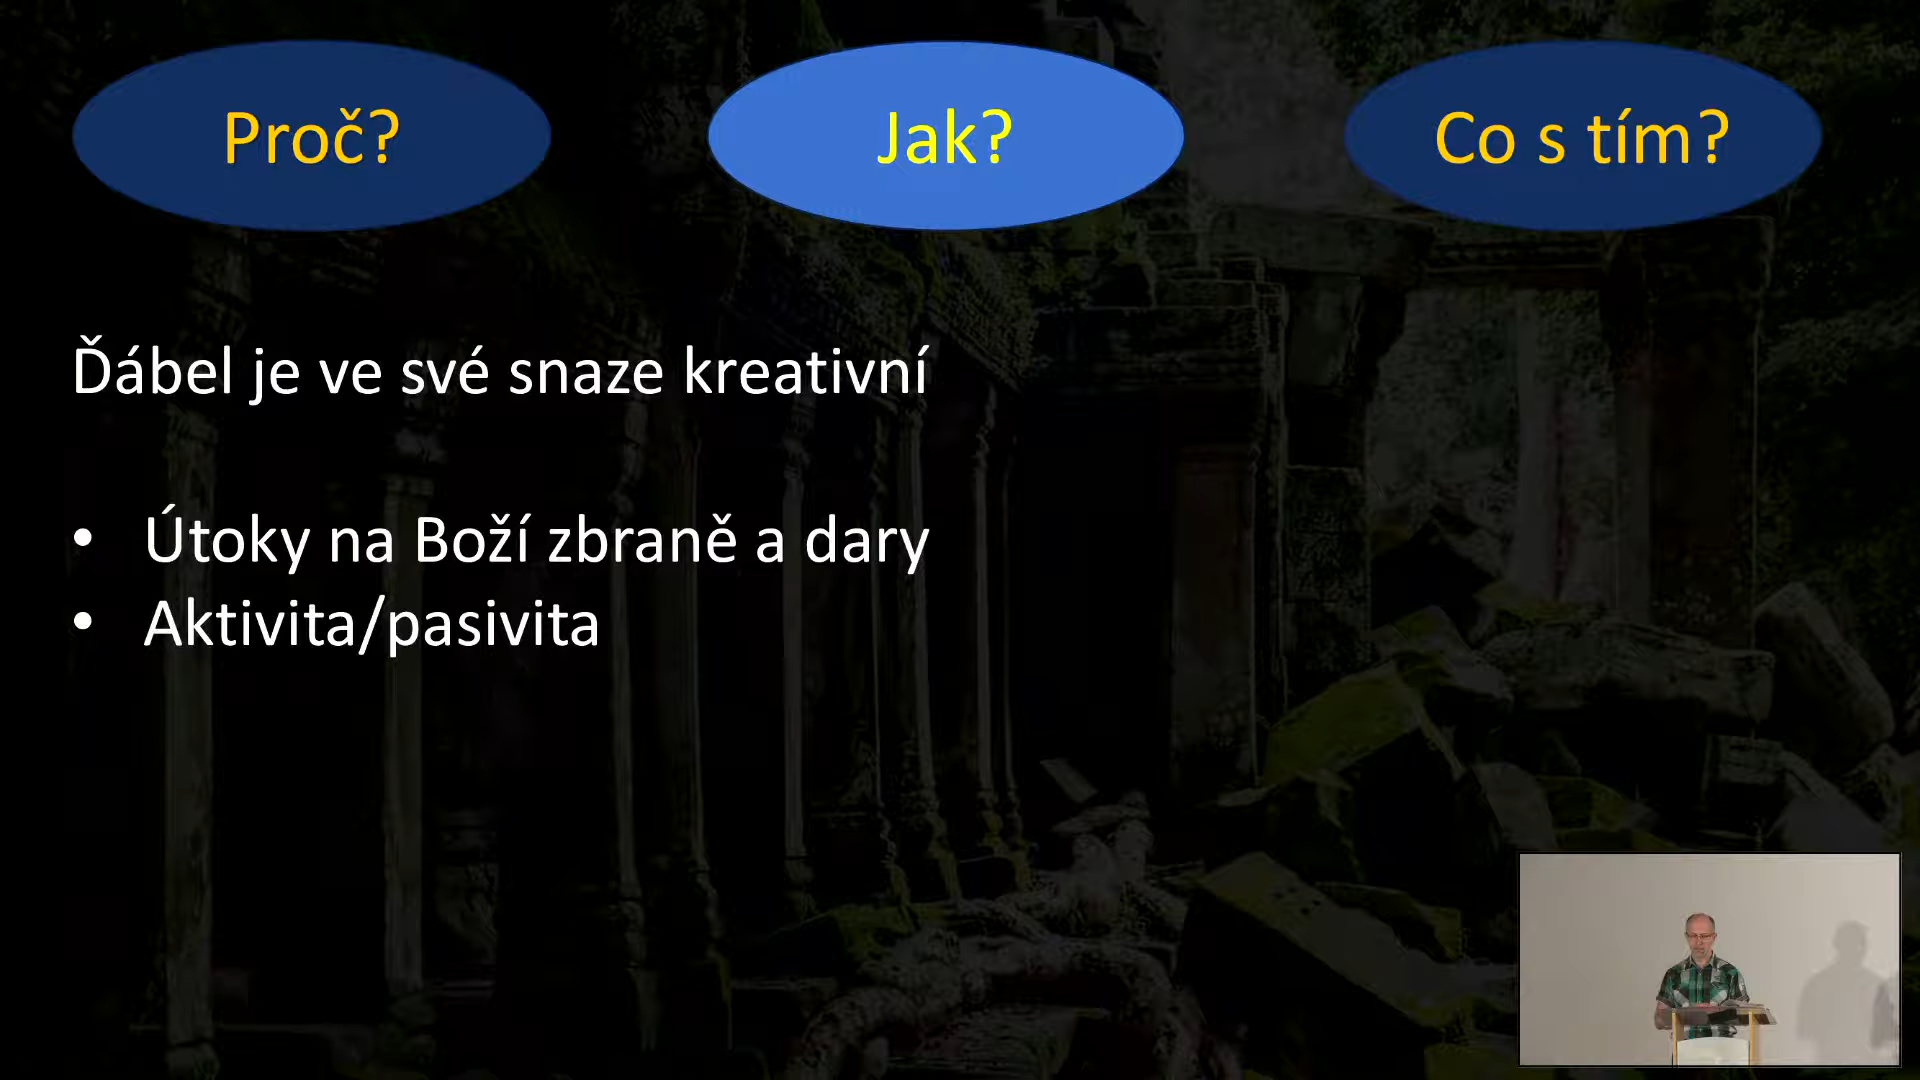 Proč?
Jak?
Co s tím?
Ďábel je ve své snaze kreativní
• Útoky na Boží zbraně a dary
• Aktivita/pasivita